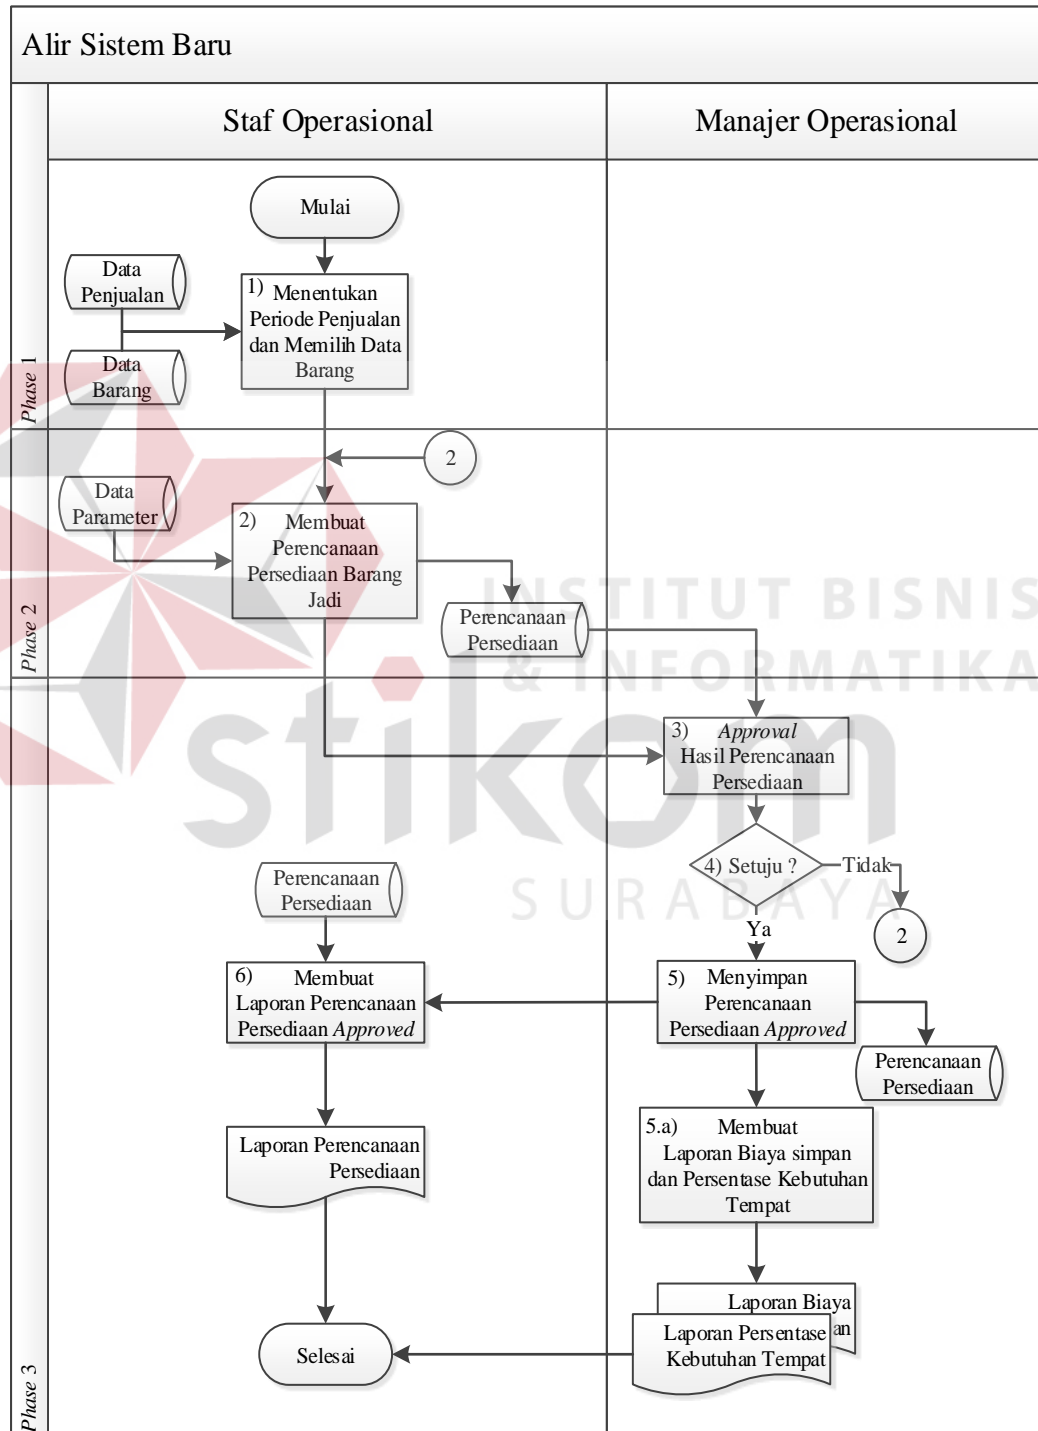 Alir Sistem Baru
Staf Operasional
Manajer Operasional
Phase 1
Mulai
Data
Penjualan
1) Menentukan
Periode Penjualan
dan Memilih Data
Barang
Data
Barang
Phase 2
2
Data
Parameter
2) Membuat
Perencanaan
Persediaan Barang
Jadi
Perencanaan
Persediaan
INSTITUT BISNIS
& INFORMATIKA
stikom
SURABAYA
Phase 3
3) Approval
Hasil Perencanaan
Persediaan
4) Setuju ?
Tidak
2
Ya
Perencanaan
Persediaan
6) Membuat
Laporan Perencanaan
Persediaan Approved
5) Menyimpan
Perencanaan
Persediaan Approved
Perencanaan
Persediaan
5.a) Membuat
Laporan Biaya simpan
dan Persentase Kebutuhan
Tempat
Laporan Perencanaan
Persediaan
Laporan Biaya
an
Laporan Persentase
Kebutuhan Tempat
Selesai